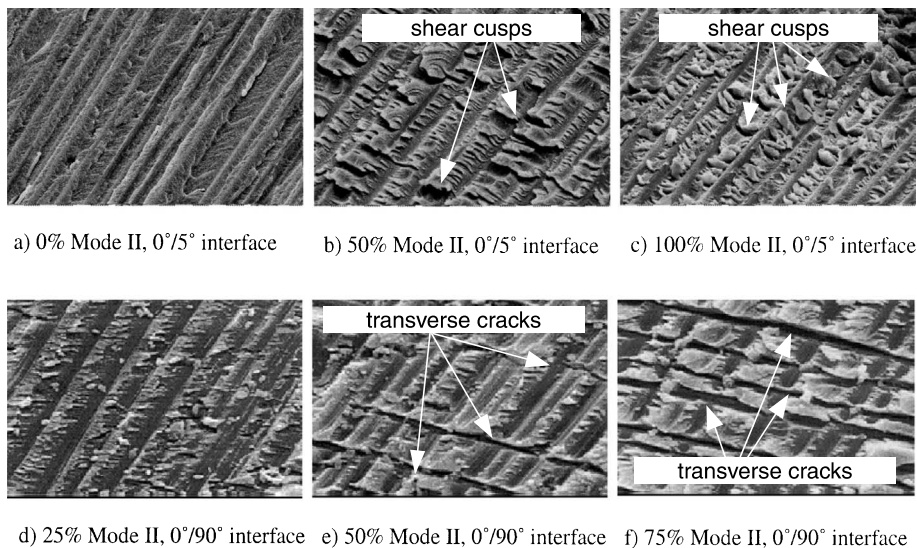 shear cusps
shear cusps
a) 0% Mode II, 0°/5° interface
b) 50% Mode II, 0°/5° interface
c) 100% Mode II, 0°/5° interface
transverse cracks
transverse cracks
d) 25% Mode II, 0°/90° interface
e) 50% Mode II, 0°/90° interface
f) 75% Mode II, 0°/90° interface